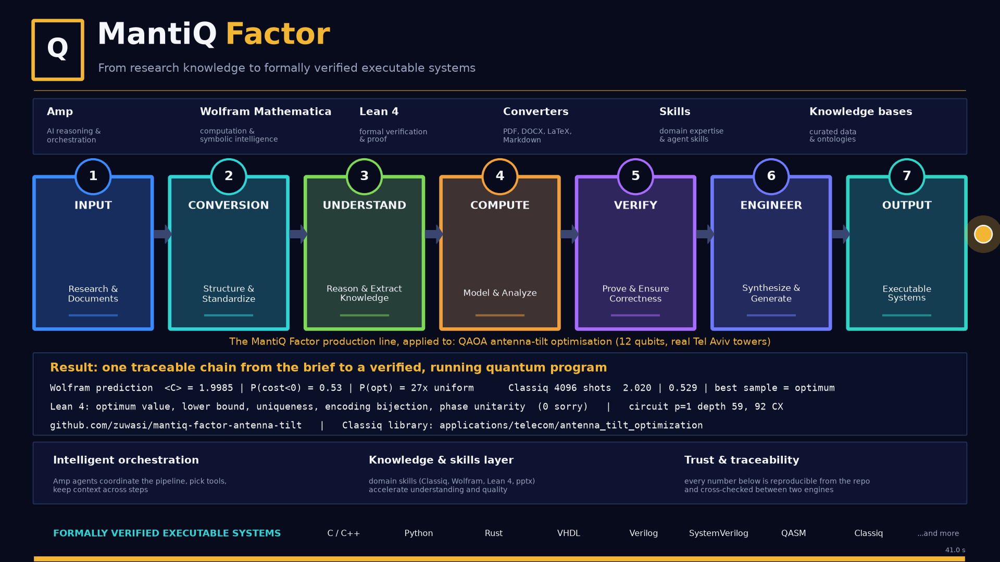 Q
MantiQ Factor
From research knowledge to formally verified executable systems
Amp
AI reasoning &
orchestration
Wolfram Mathematica
computation &
symbolic intelligence
Lean 4
formal verification
& proof
Converters
PDF, DOCX, LaTeX,
Markdown
Skills
domain expertise
& agent skills
Knowledge bases
curated data
& ontologies
1
INPUT
Research &
Documents
2
CONVERSION
Structure &
Standardize
3
UNDERSTAND
Reason & Extract
Knowledge
4
COMPUTE
Model & Analyze
5
VERIFY
Prove & Ensure
Correctness
6
ENGINEER
Synthesize &
Generate
7
OUTPUT
Executable
Systems
The MantiQ Factor production line, applied to: QAOA antenna-tilt optimisation (12 qubits, real Tel Aviv towers)
Result: one traceable chain from the brief to a verified, running quantum program
Wolfram prediction  <C> = 1.9985 | P(cost<0) = 0.53 | P(opt) = 27x uniform      Classiq 4096 shots  2.020 | 0.529 | best sample = optimum
Lean 4: optimum value, lower bound, uniqueness, encoding bijection, phase unitarity  (0 sorry)   |   circuit p=1 depth 59, 92 CX
github.com/zuwasi/mantiq-factor-antenna-tilt   |   Classiq library: applications/telecom/antenna_tilt_optimization
Intelligent orchestration
Amp agents coordinate the pipeline, pick tools,
keep context across steps
Knowledge & skills layer
domain skills (Classiq, Wolfram, Lean 4, pptx)
accelerate understanding and quality
Trust & traceability
every number below is reproducible from the repo
and cross-checked between two engines
FORMALLY VERIFIED EXECUTABLE SYSTEMS
C / C++
Python
Rust
VHDL
Verilog
SystemVerilog
QASM
Classiq
...and more
41.0 s